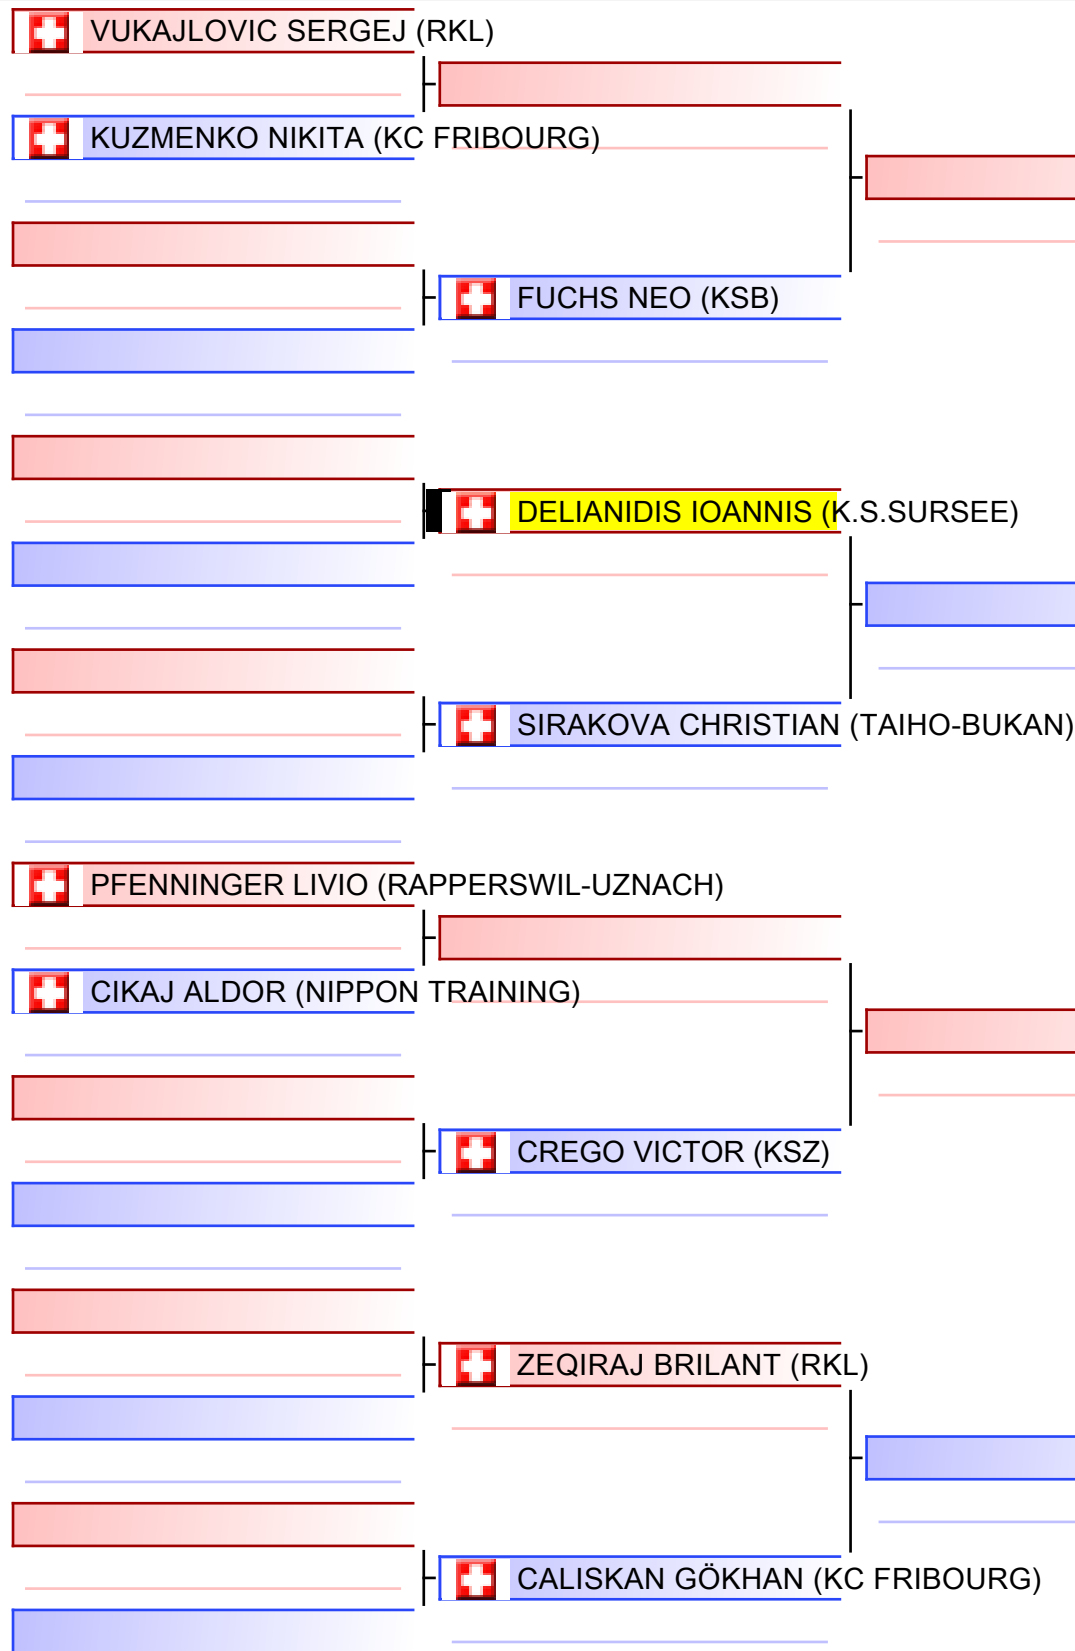 VUKAJLOVIC SERGEJ (RKL)
KUZMENKO NIKITA (KC FRIBOURG)
FUCHS NEO (KSB)
DELIANIDIS IOANNIS (K.S.SURSEE)
SIRAKOVA CHRISTIAN (TAIHO-BUKAN)
PFENNINGER LIVIO (RAPPERSWIL-UZNACH)
CIKAJ ALDOR (NIPPON TRAINING)
CREGO VICTOR (KSZ)
ZEQIRAJ BRILANT (RKL)
CALISKAN GÖKHAN (KC FRIBOURG)